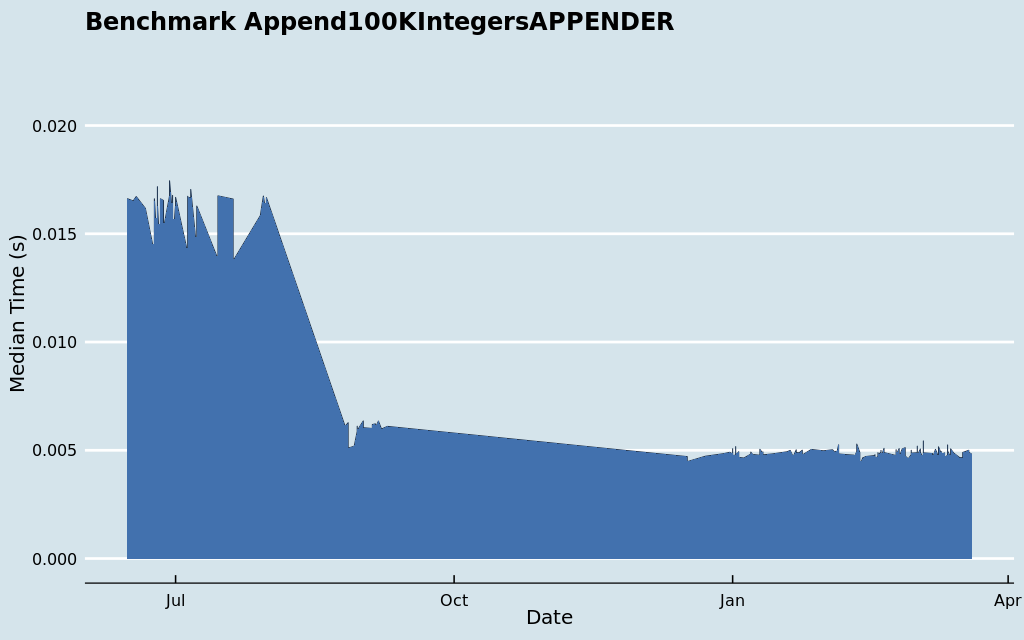 Benchmark Append100KIntegersAPPENDER
0.020
0.015
0.010
0.005
0.000
Median Time (s)
Jul
Oct
Jan
Apr
Date